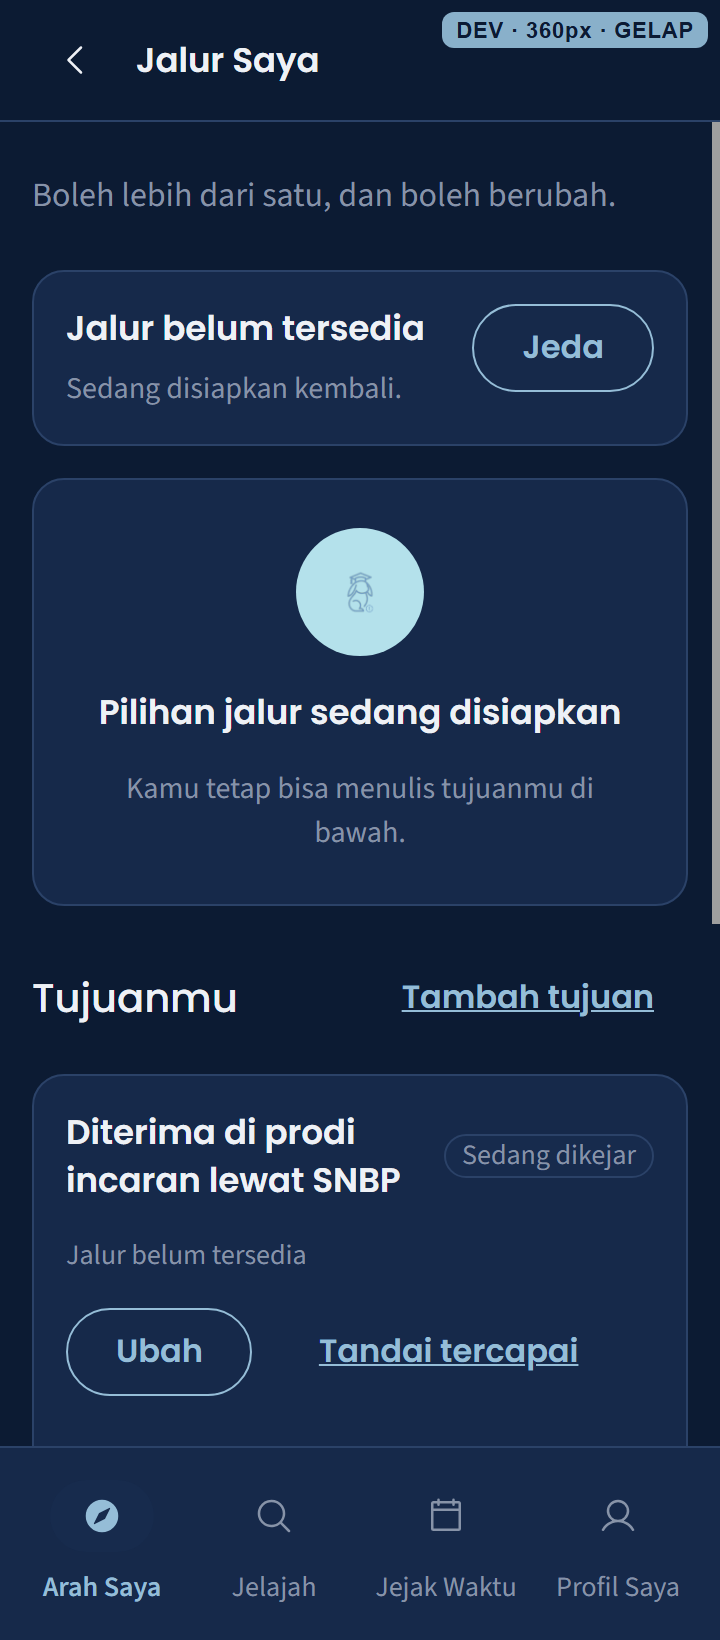 DEV · 360px · GELAP
Jalur Saya
Boleh lebih dari satu, dan boleh berubah.
Jalur belum tersedia
Jeda
Sedang disiapkan kembali.
Pilihan jalur sedang disiapkan
Kamu tetap bisa menulis tujuanmu di
bawah.
Tujuanmu
Tambah tujuan
Diterima di prodi
incaran lewat SNBP
Sedang dikejar
Jalur belum tersedia
Ubah
Tandai tercapai
Arah Saya
Jelajah
Jejak Waktu
Profil Saya